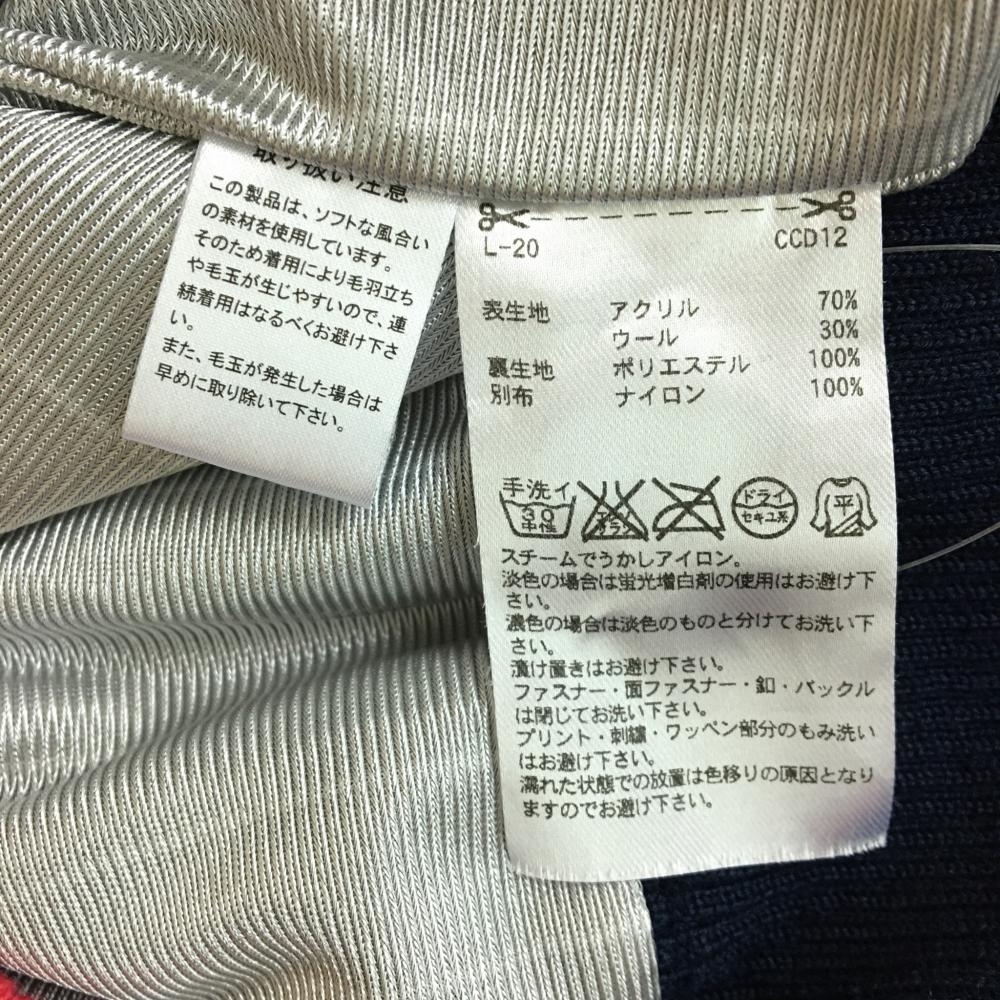 取り扱い注意
この製品は、ソフトな風合い
の素材を使用しています。
そのため着用により毛羽立ち
や毛玉が生じやすいので、連
続着用はなるべくお避け下さ
い。
また、毛玉が発生した場合は
早めに取り除いて下さい。
L-20 CCD12
表生地 アクリル 70%
ウール 30%
裏生地 ポリエステル 100%
別布 ナイロン 100%
手洗イ
30
中性
エンソ
サラシ
ドライ
セキユ系
平
スチームでうかしアイロン。
淡色の場合は蛍光増白剤の使用はお避け下
さい。
濃色の場合は淡色のものと分けてお洗い下
さい。
漬け置きはお避け下さい。
ファスナー・面ファスナー・釦・バックル
は閉じてお洗い下さい。
プリント・刺繍・ワッペン部分のもみ洗い
はお避け下さい。
濡れた状態での放置は色移りの原因となり
ますのでお避け下さい。